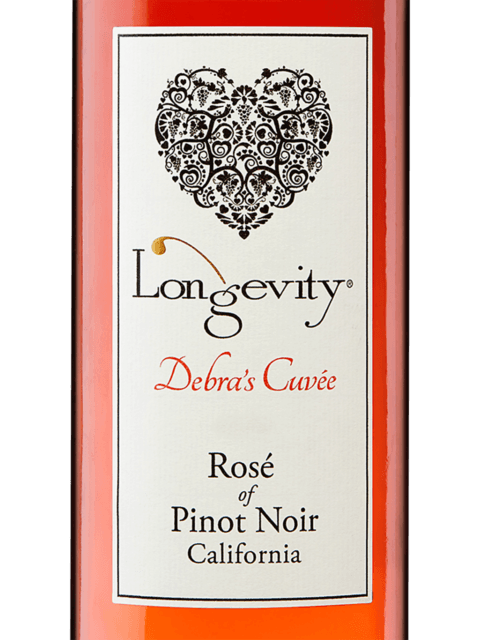 Longevity®
Debra's Cuvée
Rosé
of
Pinot Noir
California